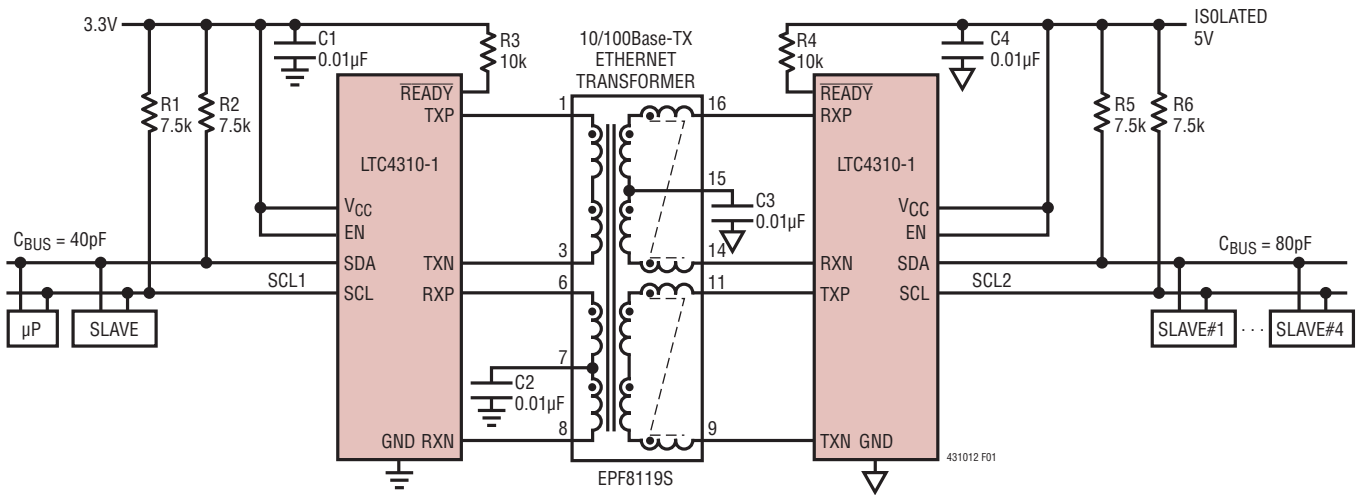 3.3V
C1
0.01µF
R3
10k
10/100Base-TX
ETHERNET
TRANSFORMER
R4
10k
C4
0.01µF
ISOLATED
5V
R1
7.5k
R2
7.5k
READY
TXP
1
16
READY
RXP
R5
7.5k
R6
7.5k
LTC4310-1
LTC4310-1
15
C3
0.01µF
VCC
EN
VCC
EN
CBUS = 40pF
SDA
TXN
3
14
RXN
SDA
CBUS = 80pF
SCL1
SCL
RXP
6
11
TXP
SCL
SCL2
µP
SLAVE
SLAVE#1
· · ·
SLAVE#4
7
C2
0.01µF
GND RXN
8
9
TXN GND
431012 F01
EPF8119S